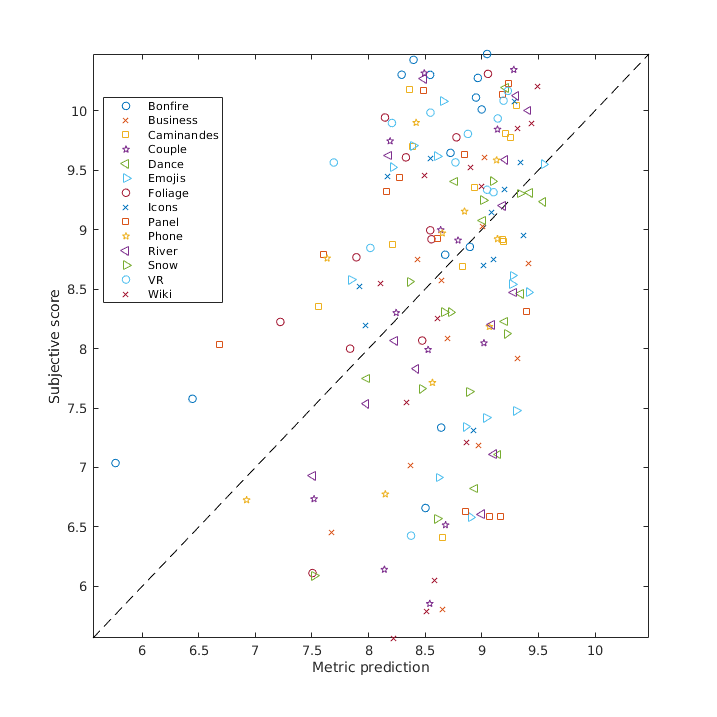 10
9.5
9
8.5
8
7.5
7
6.5
6
Subjective score
Bonfire
Business
Caminandes
Couple
Dance
Emojis
Foliage
Icons
Panel
Phone
River
Snow
VR
Wiki
6 6.5 7 7.5 8 8.5 9 9.5 10
Metric prediction